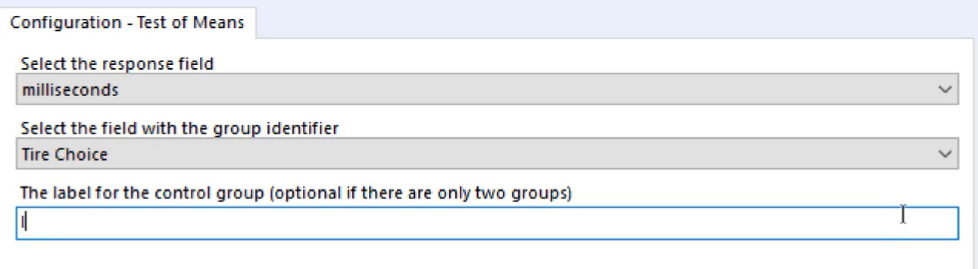 Configuration - Test of Means
Select the response field
milliseconds
Select the field with the group identifier
Tire Choice
The label for the control group (optional if there are only two groups)